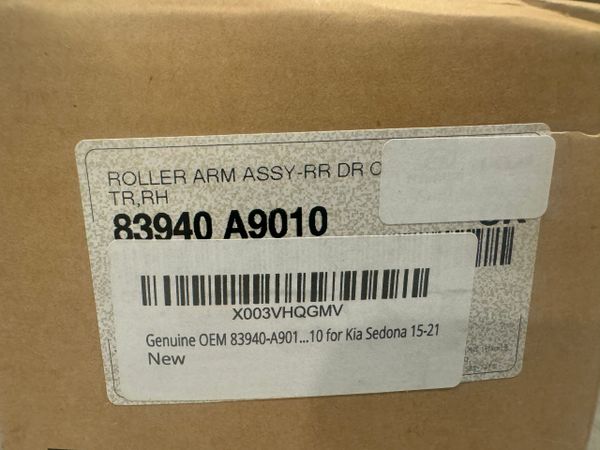 ROLLER ARM ASSY-RR DR C
TR,RH
83940 A9010
X003VHQGMV
Genuine OEM 83940-A901...10 for Kia Sedona 15-21
New